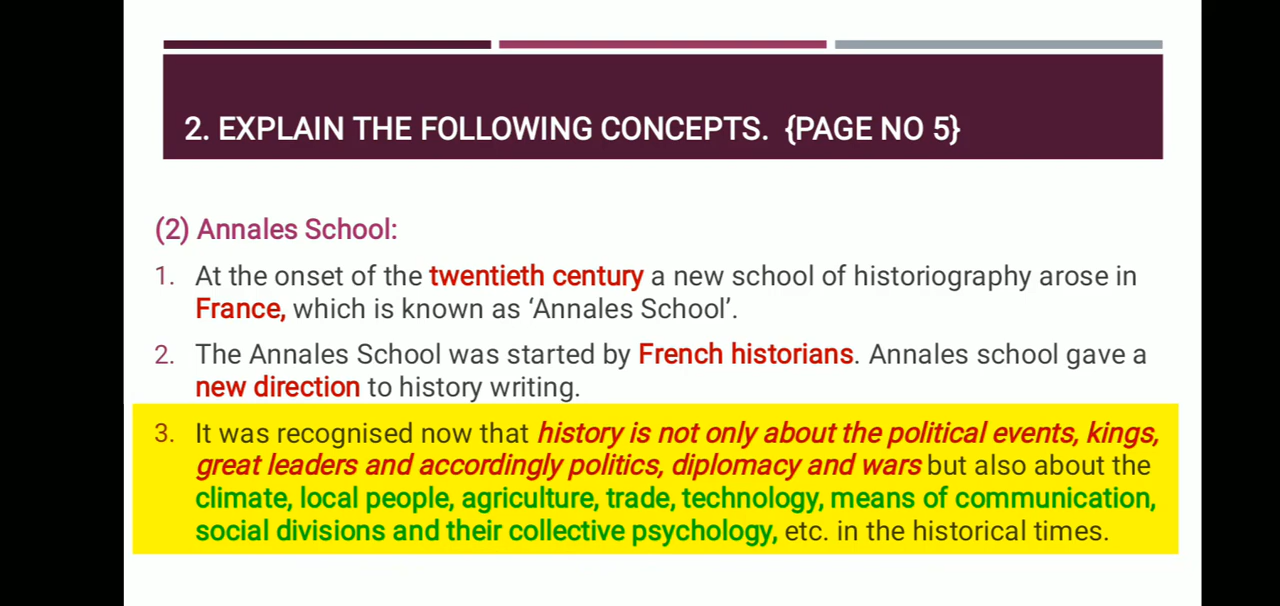 2. EXPLAIN THE FOLLOWING CONCEPTS. {PAGE NO 5}
(2) Annales School:
1. At the onset of the twentieth century a new school of historiography arose in
France, which is known as ‘Annales School’.
2. The Annales School was started by French historians. Annales school gave a
new direction to history writing.
3. It was recognised now that history is not only about the political events, kings,
great leaders and accordingly politics, diplomacy and wars but also about the
climate, local people, agriculture, trade, technology, means of communication,
social divisions and their collective psychology, etc. in the historical times.